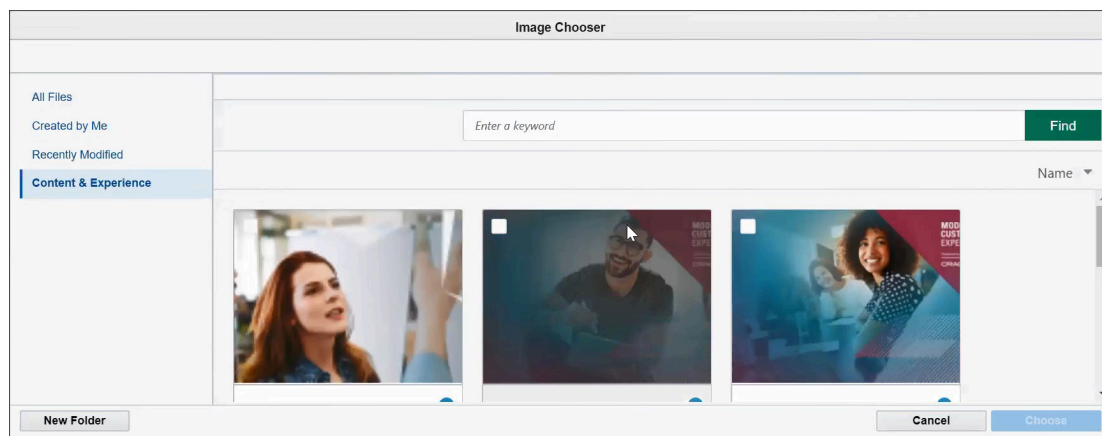 Image Chooser
All Files
Created by Me
Recently Modified
Content & Experience
Enter a keyword
Find
Name
New Folder
Cancel
Choose